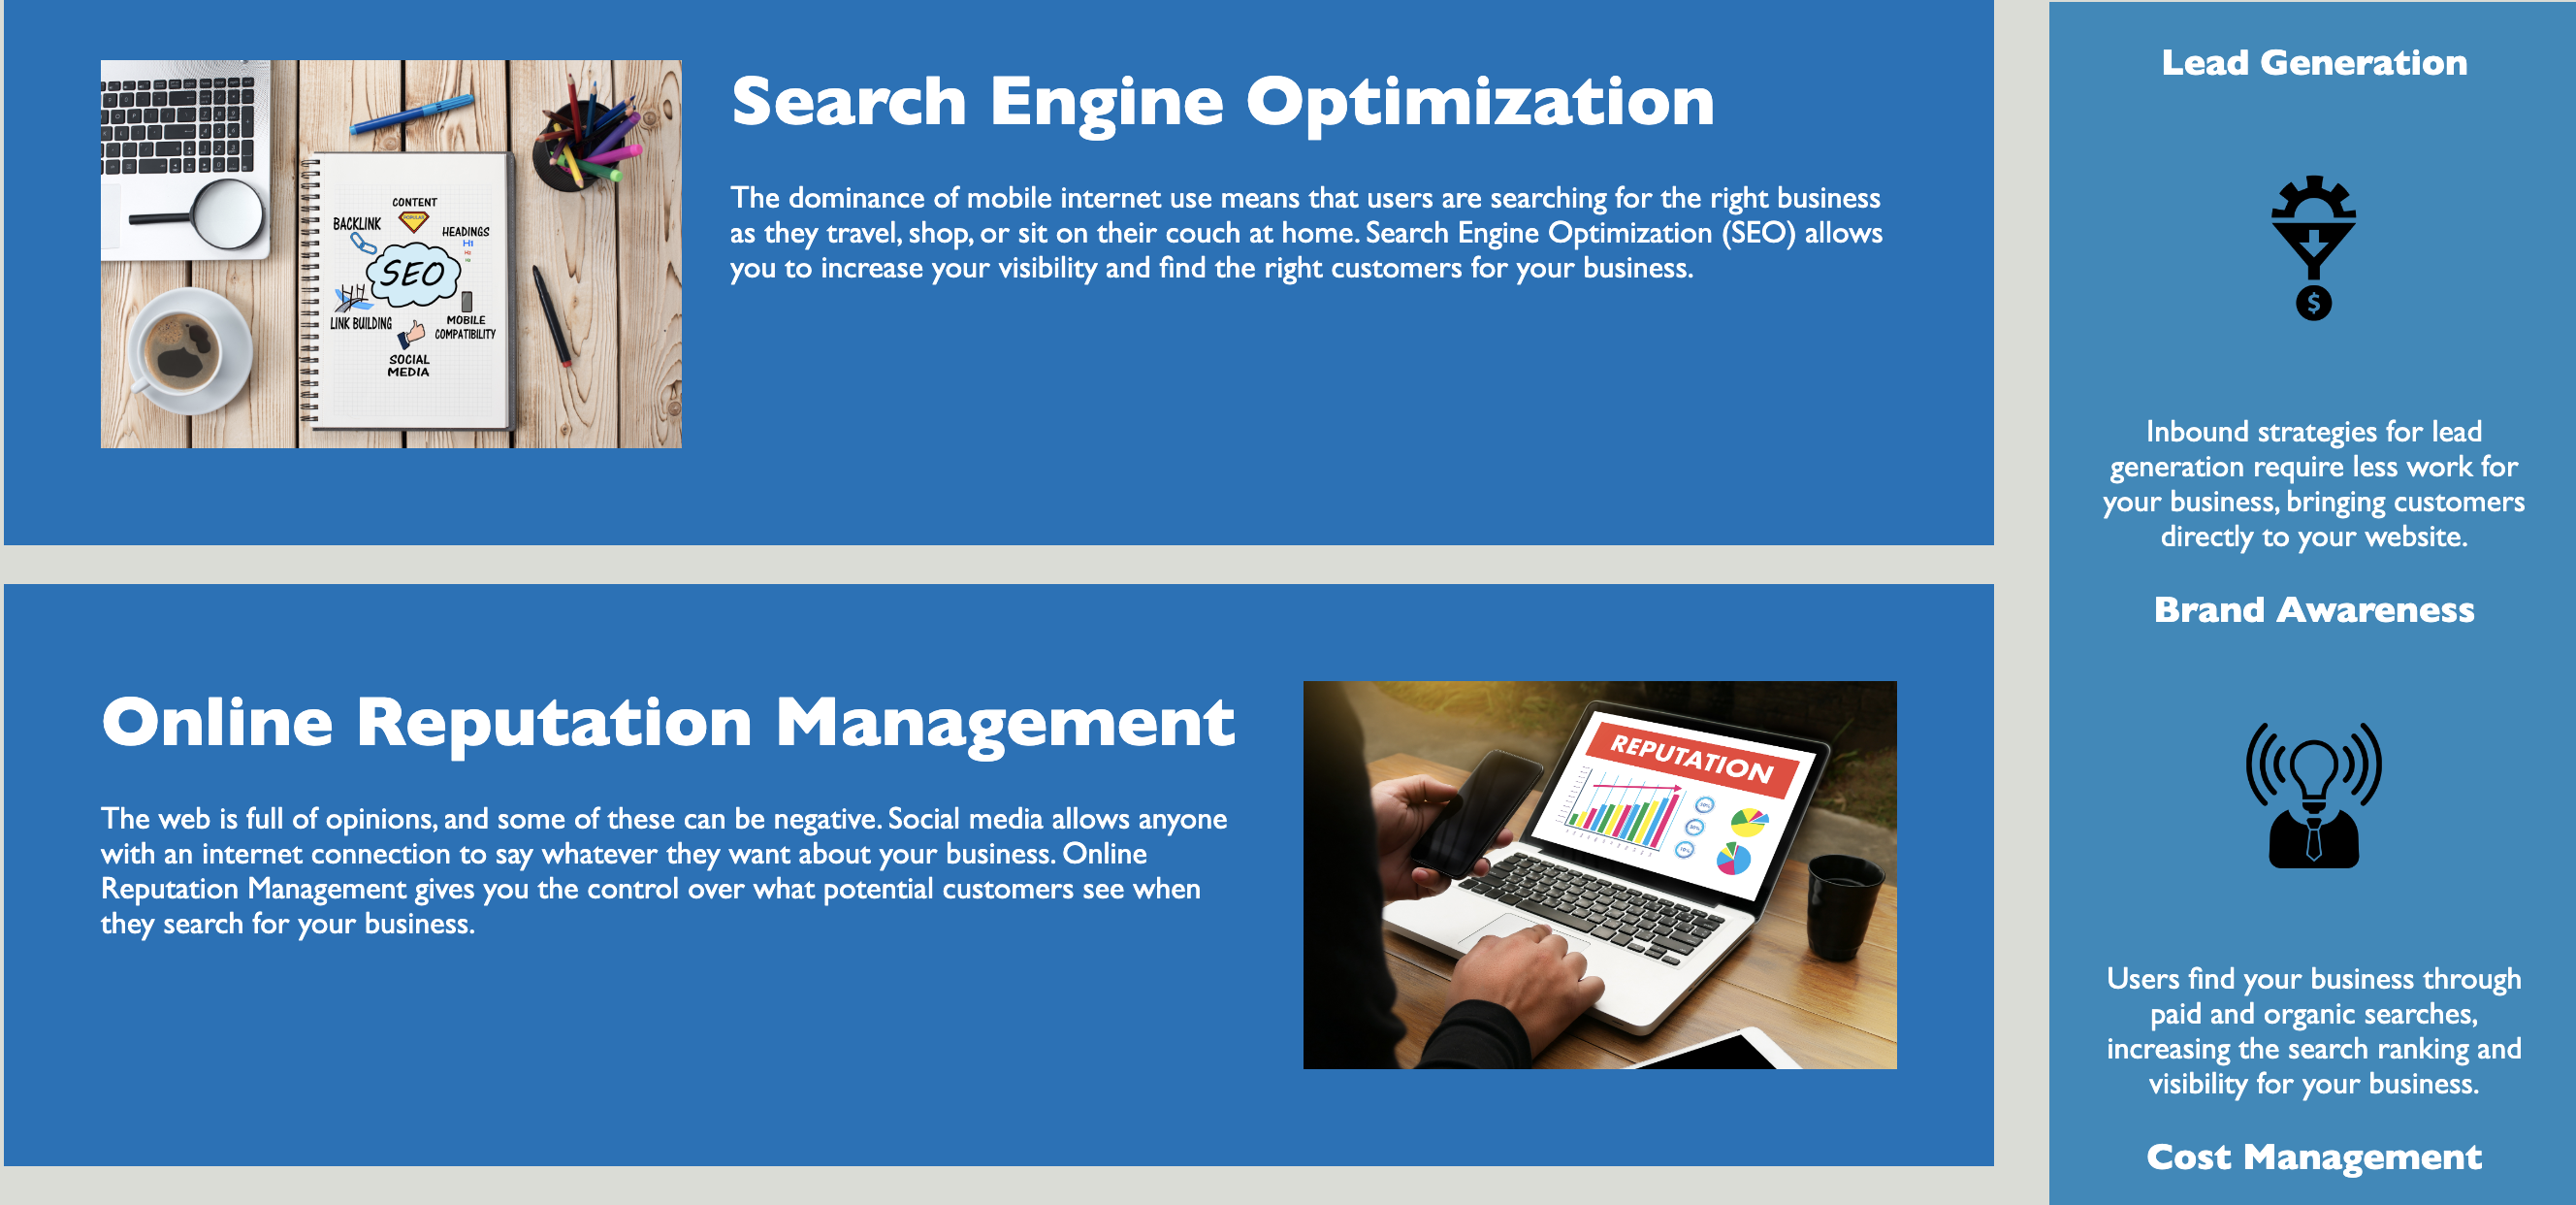 Search Engine Optimization
The dominance of mobile internet use means that users are searching for the right business
as they travel, shop, or sit on their couch at home. Search Engine Optimization (SEO) allows
you to increase your visibility and find the right customers for your business.
CONTENT
POPULAR
BACKLINK
HEADINGS
H1
H2
SEO
LINK BUILDING
MOBILE
COMPATIBILITY
SOCIAL
MEDIA
Online Reputation Management
The web is full of opinions, and some of these can be negative. Social media allows anyone
with an internet connection to say whatever they want about your business. Online
Reputation Management gives you the control over what potential customers see when
they search for your business.
REPUTATION
Lead Generation
$
Inbound strategies for lead
generation require less work for
your business, bringing customers
directly to your website.
Brand Awareness
Users find your business through
paid and organic searches,
increasing the search ranking and
visibility for your business.
Cost Management